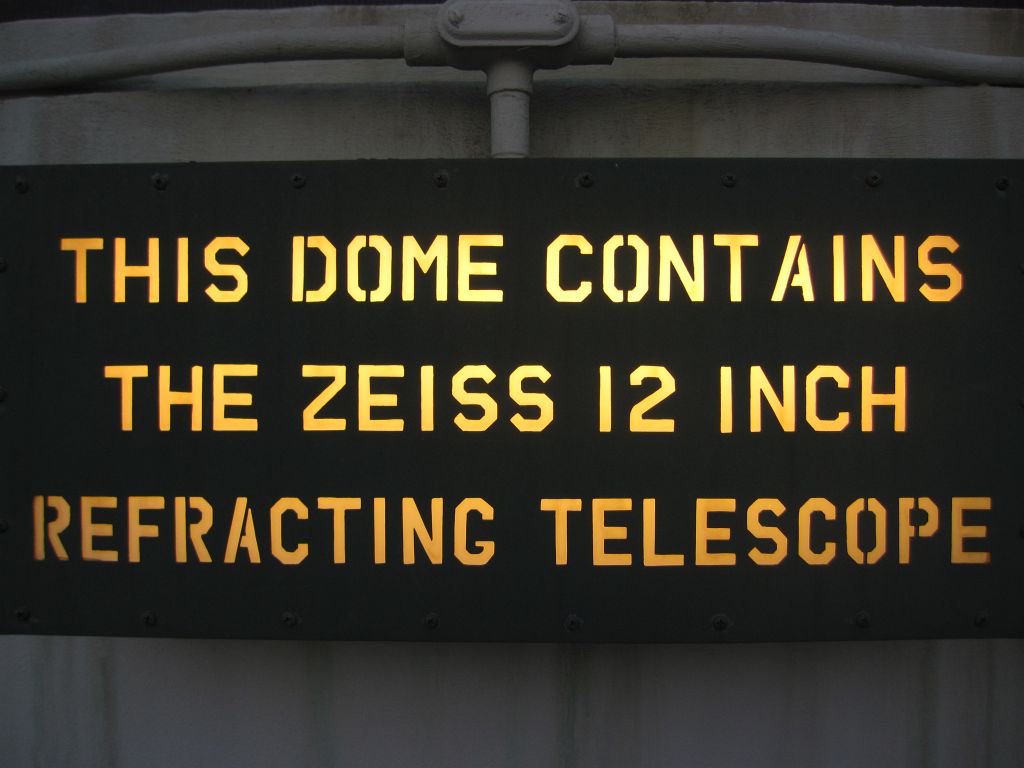 THIS DOME CONTAINS
THE ZEISS 12 INCH
REFRACTING TELESCOPE